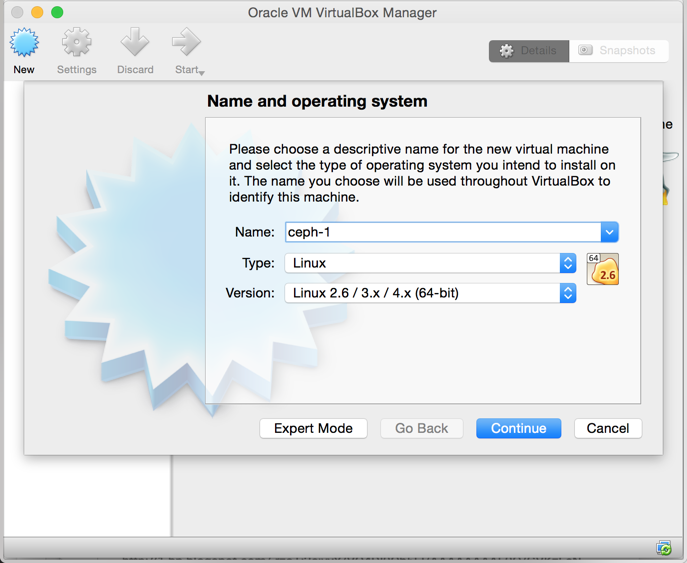 Oracle VM VirtualBox Manager
New Settings Discard Start
Details Snapshots
Name and operating system
Please choose a descriptive name for the new virtual machine
and select the type of operating system you intend to install on
it. The name you choose will be used throughout VirtualBox to
identify this machine.
Name: ceph-1
Type: Linux
64
2.6
Version: Linux 2.6 / 3.x / 4.x (64-bit)
Expert Mode Go Back Continue Cancel